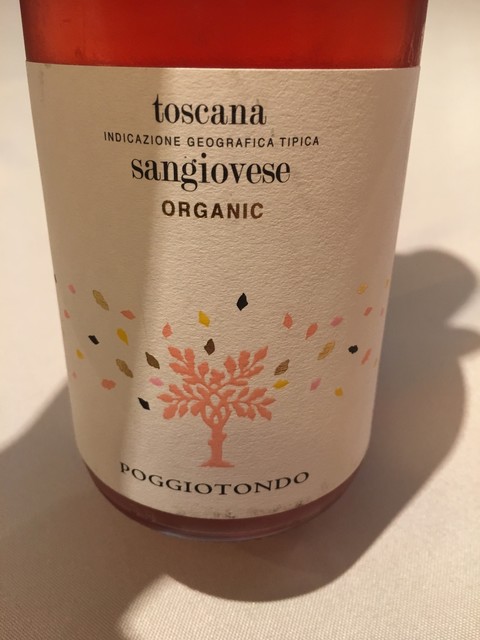 toscana
INDICAZIONE GEOGRAFICA TIPICA
sangiovese
ORGANIC
POGGIOTONDO